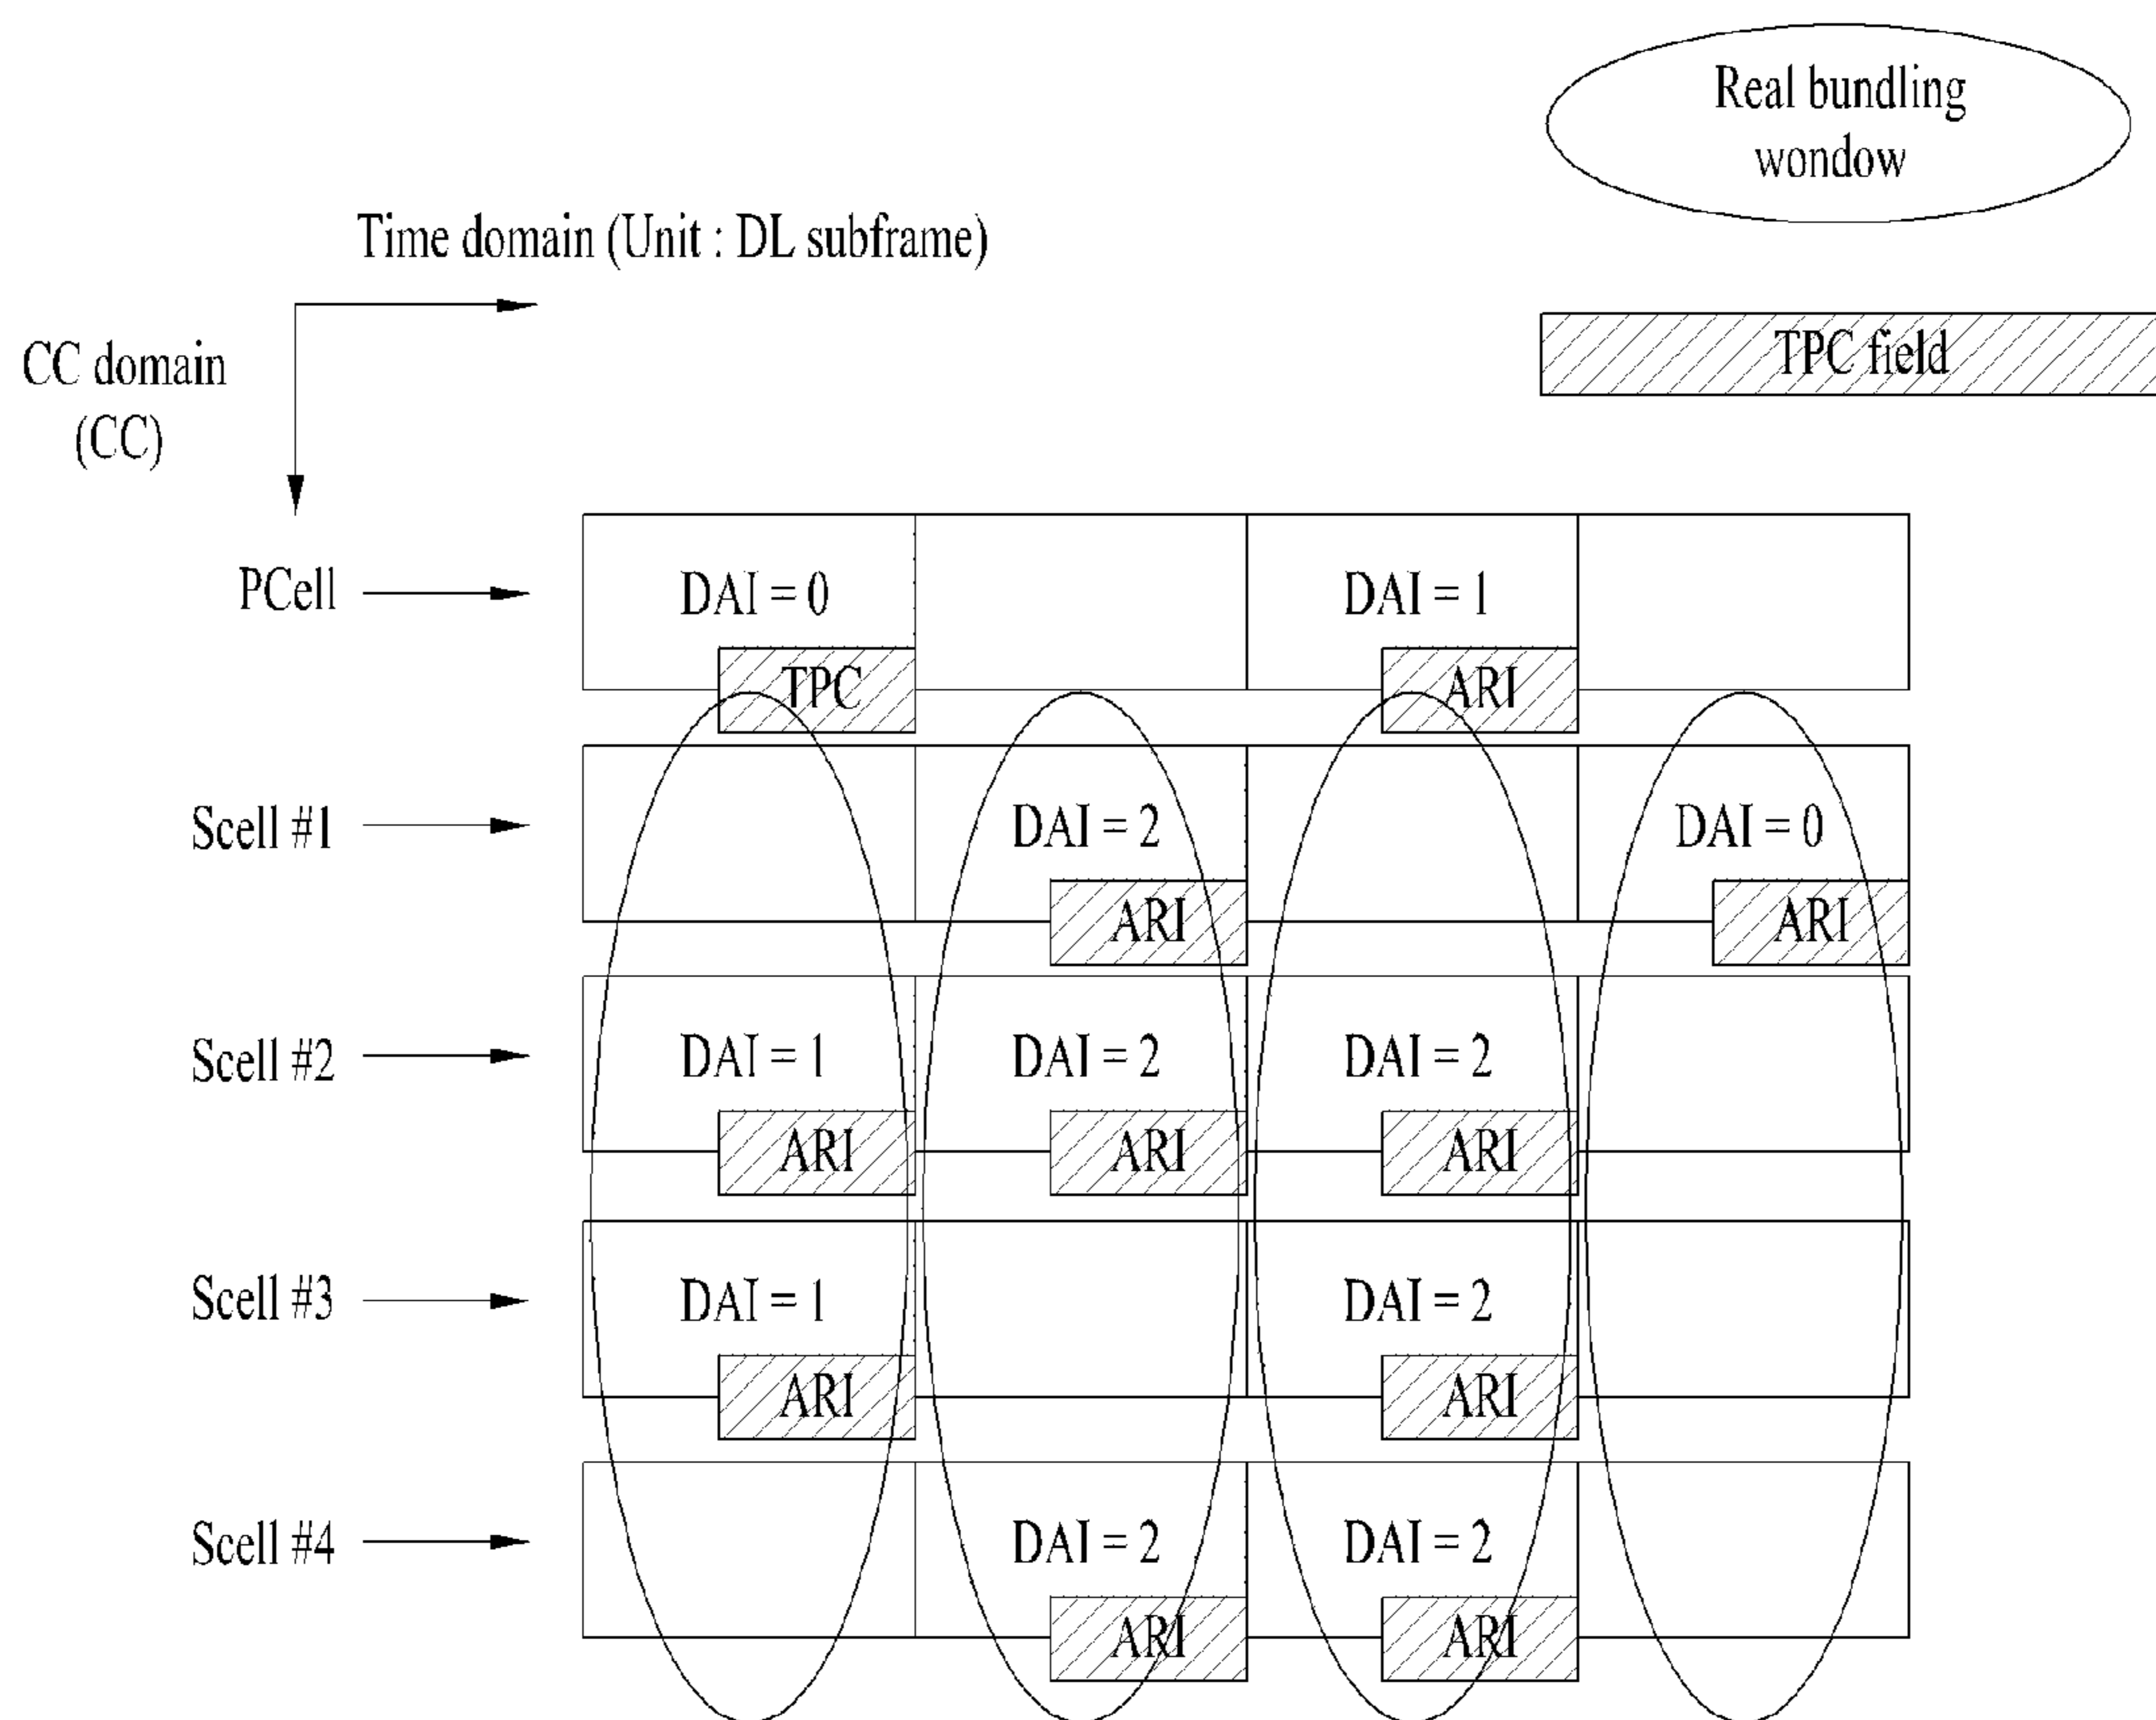 Real bundling
wondow
Time domain (Unit : DL subframe)
TPC field
CC domain
(CC)
PCell
DAI = 0
DAI = 1
TPC
ARI
Scell #1
DAI = 2
DAI = 0
ARI
ARI
Scell #2
DAI = 1
DAI = 2
DAI = 2
ARI
ARI
ARI
Scell #3
DAI = 1
DAI = 2
ARI
ARI
Scell #4
DAI = 2
DAI = 2
ARI
ARI